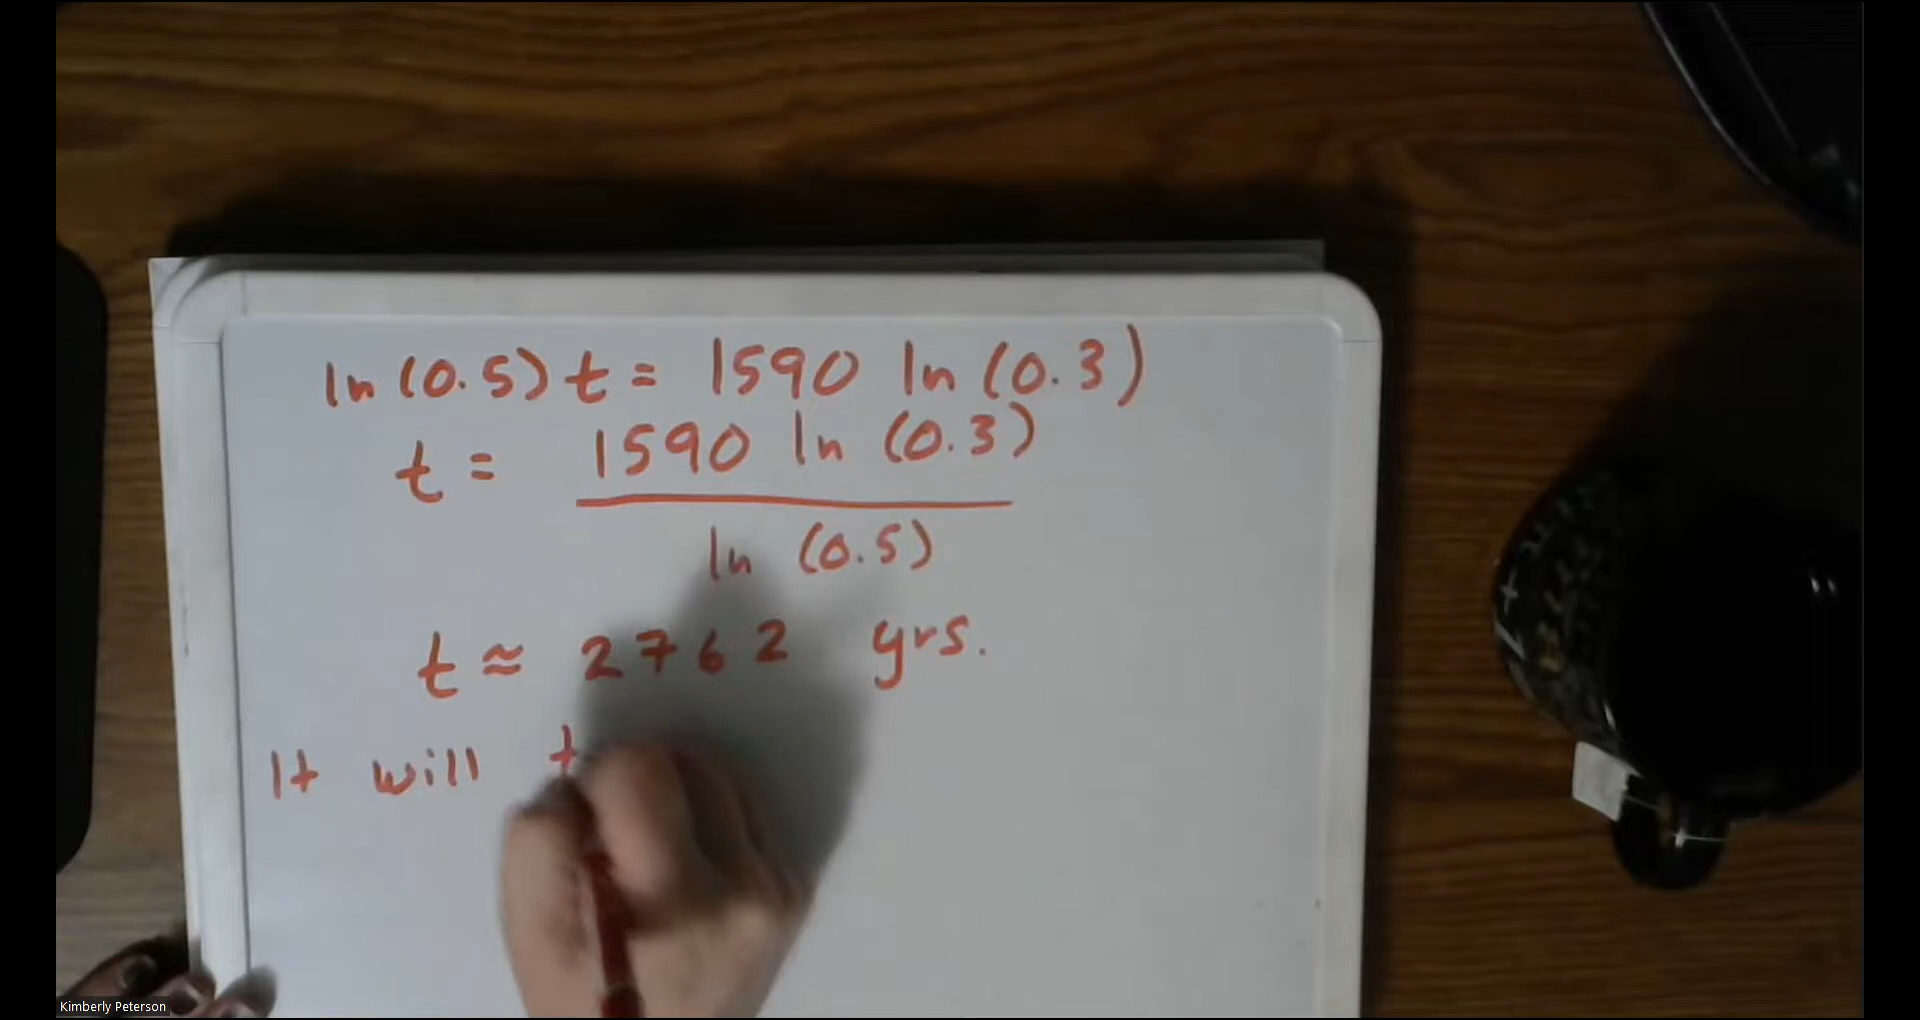 ln(0.5)t = 1590 ln(0.3)
t = 1590 ln(0.3)
ln(0.5)
t ≈ 2762 yrs.
It will t
Kimberly Peterson